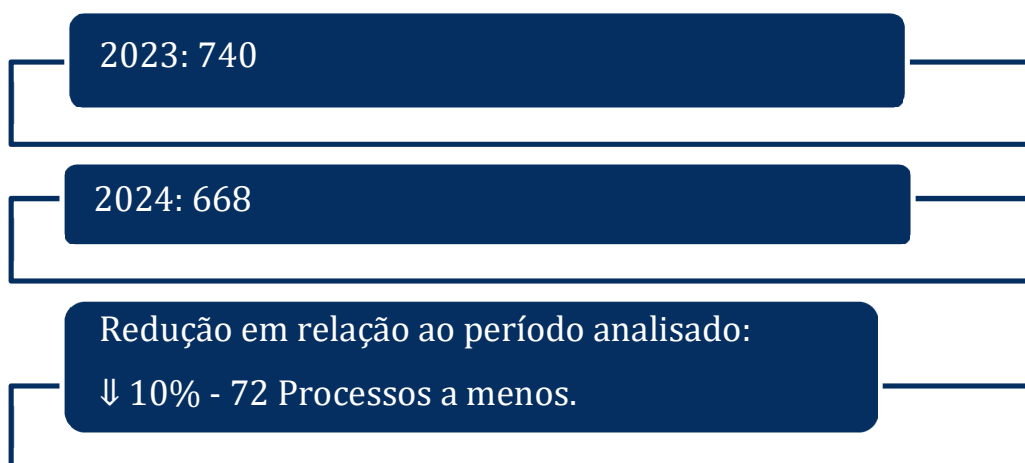 2023: 740
2024: 668
Redução em relação ao período analisado:
⇓ 10% - 72 Processos a menos.